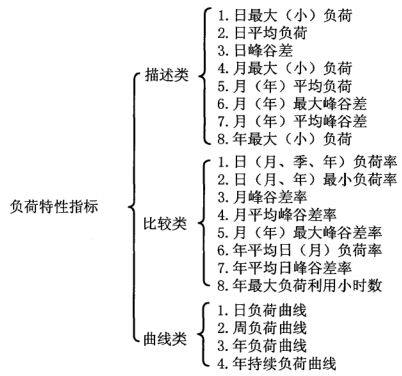 负荷特性指标
描述类
1.日最大（小）负荷
2.日平均负荷
3.日峰谷差
4.月最大（小）负荷
5.月（年）平均负荷
6.月（年）最大峰谷差
7.月（年）平均峰谷差
8.年最大（小）负荷
比较类
1.日（月、季、年）负荷率
2.日（月、年）最小负荷率
3.月峰谷差率
4.月平均峰谷差率
5.月（年）最大峰谷差率
6.年平均日（月）负荷率
7.年平均日峰谷差率
8.年最大负荷利用小时数
曲线类
1.日负荷曲线
2.周负荷曲线
3.年负荷曲线
4.年持续负荷曲线